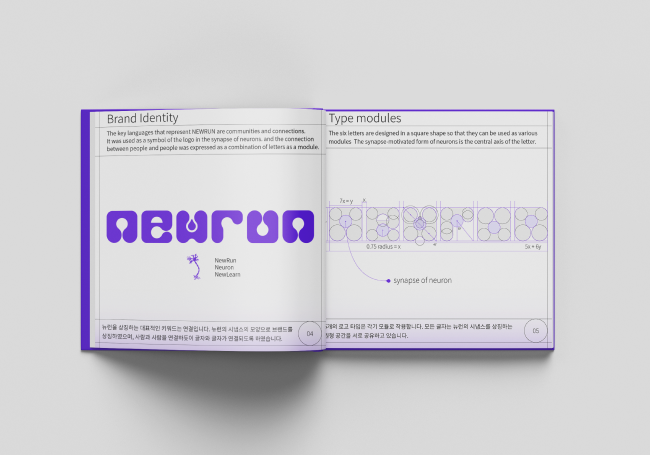 Brand Identity
The key languages that represent NEWRUN are communities and connections.
It was used as a symbol of the logo in the synapse of neurons. and the connection
between people and people was expressed as a combination of letters as a module.
newrun
NewRun
Neuron
NewLearn
뉴런을 상징하는 대표적인 키워드는 연결입니다. 뉴런의 시냅스의 모양으로 브랜드를
상징하였으며, 사람과 사람을 연결하듯이 글자와 글자가 연결되도록 하였습니다.
04
Type modules
The six letters are designed in a square shape so that they can be used as various
modules The synapse-motivated form of neurons is the central axis of the letter.
7x=y
0.75 radius = x
5x + 6y
synapse of neuron
로고 타입은 각기 모듈로 작용합니다. 모든 글자는 뉴런의 시냅스를 상징하는
공간을 서로 공유하고 있습니다.
05